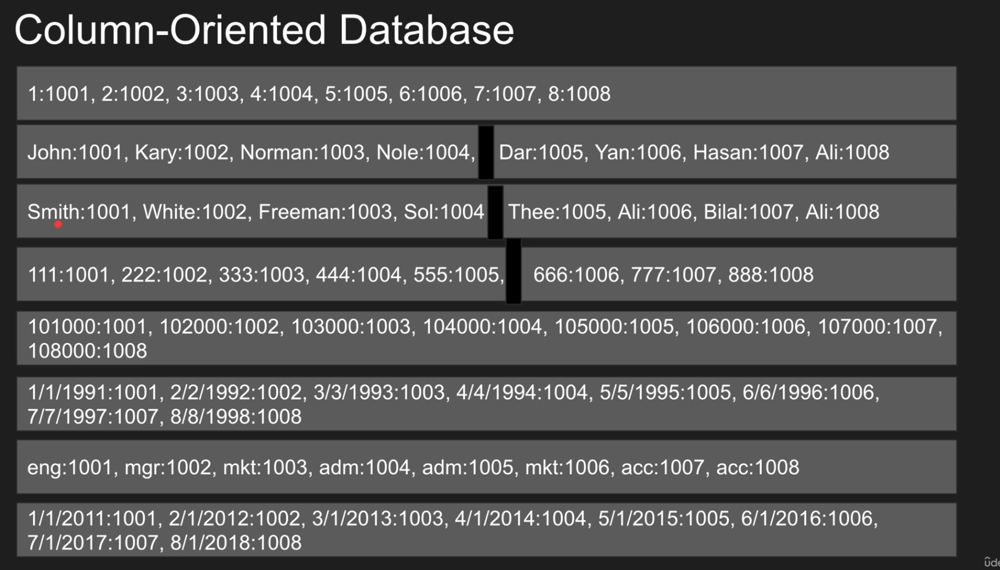 Column-Oriented Database
1:1001, 2:1002, 3:1003, 4:1004, 5:1005, 6:1006, 7:1007, 8:1008
John:1001, Kary:1002, Norman:1003, Nole:1004, Dar:1005, Yan:1006, Hasan:1007, Ali:1008
Smith:1001, White:1002, Freeman:1003, Sol:1004 Thee:1005, Ali:1006, Bilal:1007, Ali:1008
111:1001, 222:1002, 333:1003, 444:1004, 555:1005, 666:1006, 777:1007, 888:1008
101000:1001, 102000:1002, 103000:1003, 104000:1004, 105000:1005, 106000:1006, 107000:1007,
108000:1008
1/1/1991:1001, 2/2/1992:1002, 3/3/1993:1003, 4/4/1994:1004, 5/5/1995:1005, 6/6/1996:1006,
7/7/1997:1007, 8/8/1998:1008
eng:1001, mgr:1002, mkt:1003, adm:1004, adm:1005, mkt:1006, acc:1007, acc:1008
1/1/2011:1001, 2/1/2012:1002, 3/1/2013:1003, 4/1/2014:1004, 5/1/2015:1005, 6/1/2016:1006,
7/1/2017:1007, 8/1/2018:1008